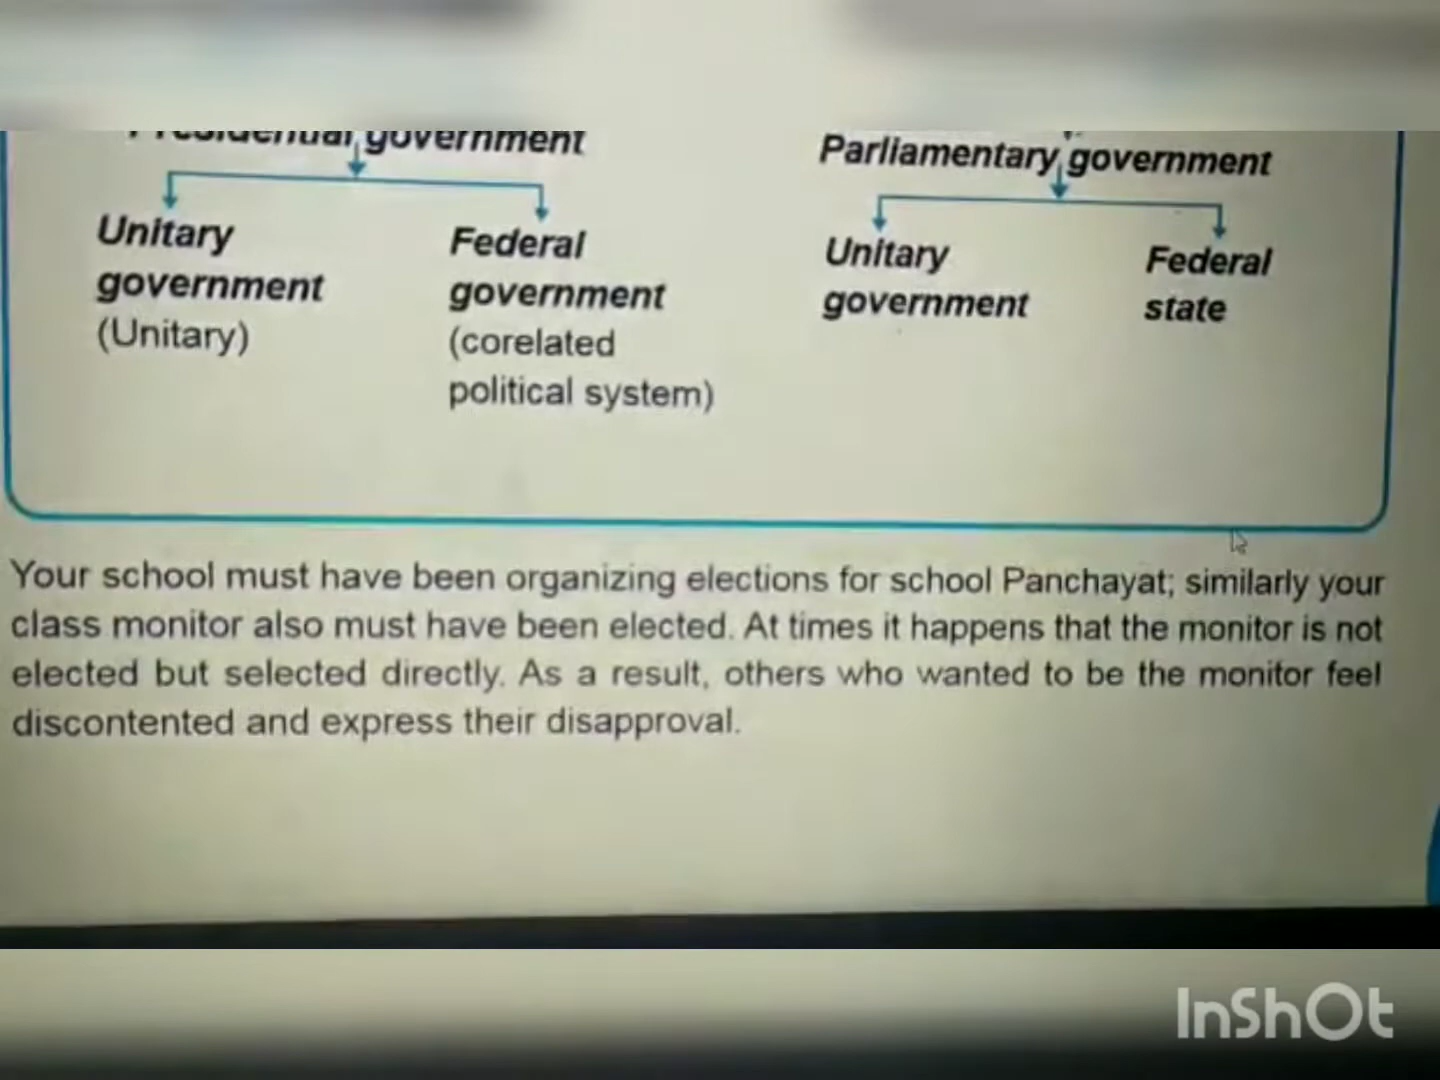 Presidential government
Parliamentary government
Unitary
government
(Unitary)
Federal
government
(corelated
political system)
Unitary
government
Federal
state
Your school must have been organizing elections for school Panchayat; similarly your
class monitor also must have been elected. At times it happens that the monitor is not
elected but selected directly. As a result, others who wanted to be the monitor feel
discontented and express their disapproval.
InShOt